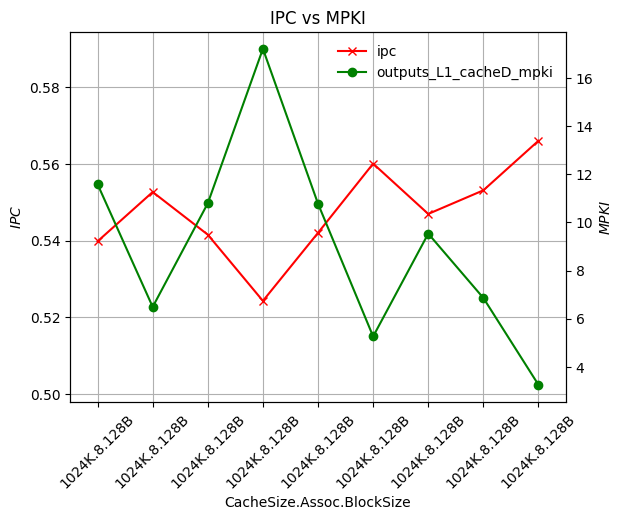 IPC vs MPKI
ipc
outputs_L1_cacheD_mpki
0.58
0.56
0.54
0.52
0.50
IPC
16
14
12
10
8
6
4
MPKI
1024K.8.128B
1024K.8.128B
1024K.8.128B
1024K.8.128B
1024K.8.128B
1024K.8.128B
1024K.8.128B
1024K.8.128B
1024K.8.128B
CacheSize.Assoc.BlockSize